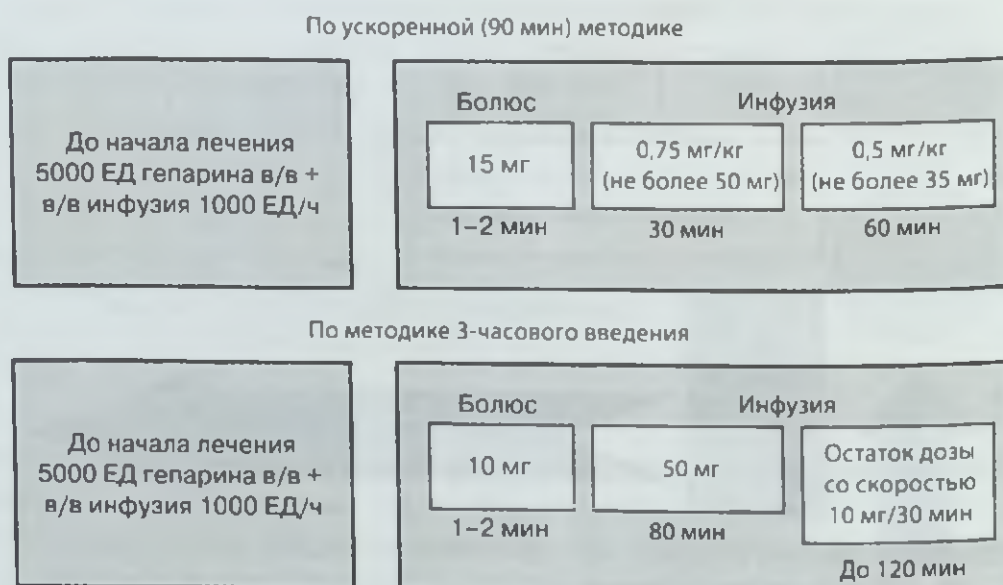 По ускоренной (90 мин) методике
До начала лечения
5000 ЕД гепарина в/в +
в/в инфузия 1000 ЕД/ч
Болюс
Инфузия
15 мг
0,75 мг/кг
(не более 50 мг)
0,5 мг/кг
(не более 35 мг)
1–2 мин
30 мин
60 мин
По методике 3-часового введения
До начала лечения
5000 ЕД гепарина в/в +
в/в инфузия 1000 ЕД/ч
Болюс
Инфузия
10 мг
50 мг
Остаток дозы
со скоростью
10 мг/30 мин
1–2 мин
80 мин
До 120 мин